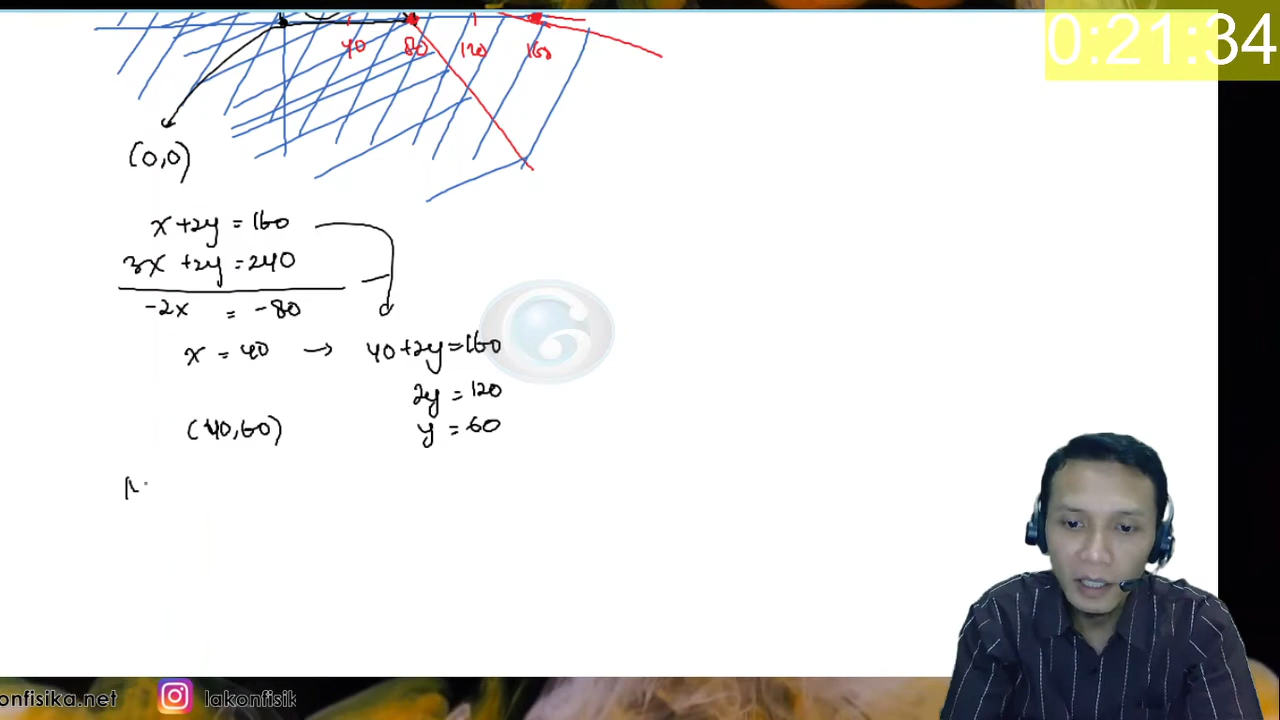 0:21:34
40 80 120 160
(0,0)
x + 2y = 160
3x + 2y = 240
-2x = -80
x = 40 → 40 + 2y = 160
2y = 120
(40,60) y = 60
onfisika.net lakonfisik